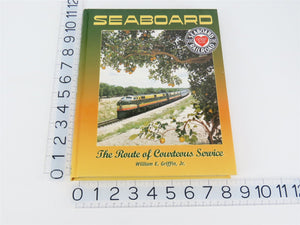 SEABOARD
SEABOARD
RAILROAD
The Route of Courteous Service
William E. Griffin, Jr.
0 1 2 3 4 5 6 7 8 9 10 11 12
0 1 2 3 4 5 6 7 8 9 10 11 12 13